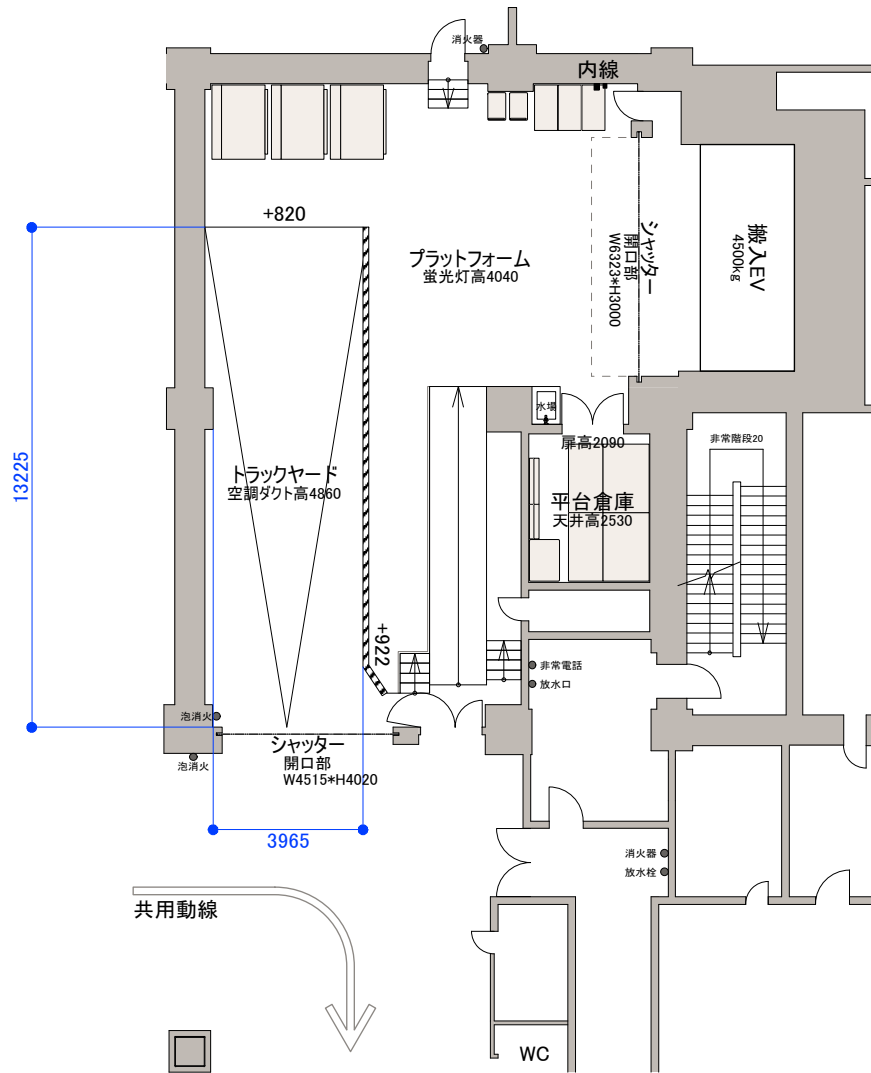 消火器
内線
+820
プラットフォーム
蛍光灯高4040
シャッター
開口部
W6323*H3000
搬入EV
4500kg
水場
扉高2090
非常階段20
13225
トラックヤード
空調ダクト高4860
平台倉庫
天井高2530
+922
非常電話
放水口
泡消火
シャッター
開口部
W4515*H4020
泡消火
3965
消火器
放水栓
共用動線
WC